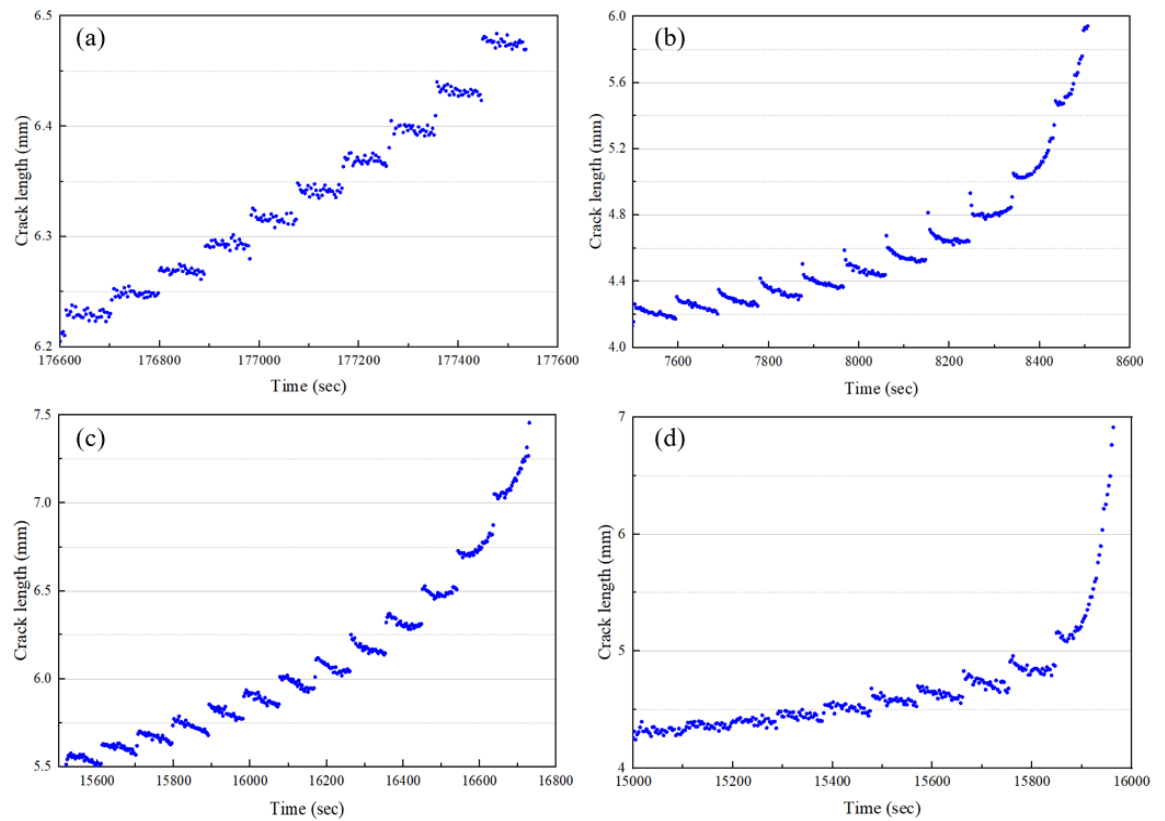 (a)
6.5
6.4
6.3
6.2
Crack length (mm)
176600 176800 177000 177200 177400 177600
Time (sec)
(b)
6.0
5.6
5.2
4.8
4.4
4.0
Crack length (mm)
7600 7800 8000 8200 8400 8600
Time (sec)
(c)
7.5
7.0
6.5
6.0
5.5
Crack length (mm)
15600 15800 16000 16200 16400 16600 16800
Time (sec)
(d)
7
6
5
4
Crack length (mm)
15000 15200 15400 15600 15800 16000
Time (sec)